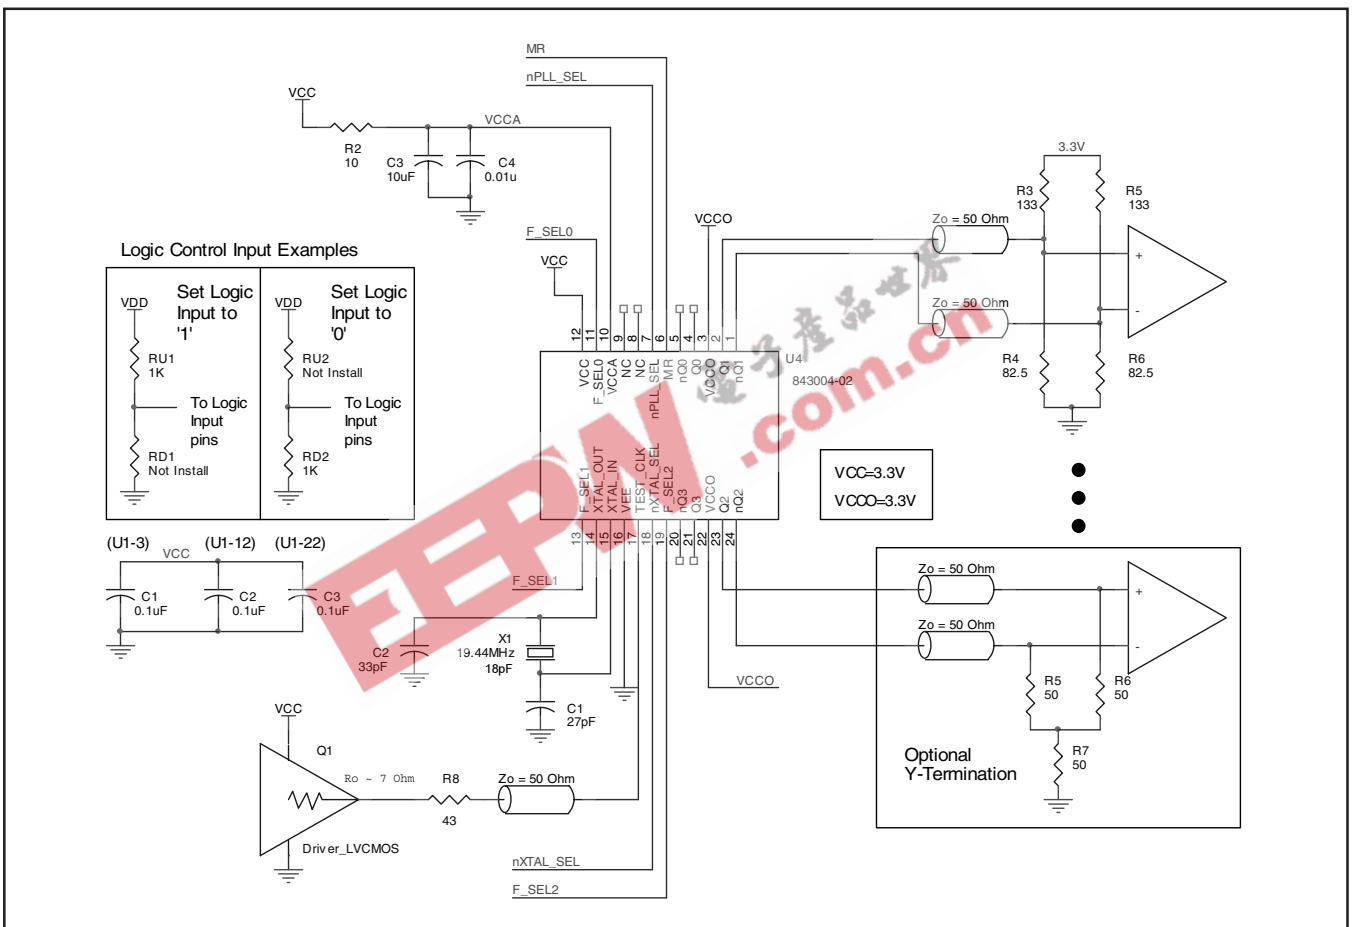 MR
nPLL_SEL
VCC
VCCA
R2
10
C3
10uF
C4
0.01u
3.3V
R3
133
R5
133
Zo = 50 Ohm
VCCO
F_SEL0
VCC
+
-
Zo = 50 Ohm
R4
82.5
R6
82.5
Logic Control Input Examples
VDD
Set Logic
Input to
'1'
RU1
1K
To Logic
Input
pins
RD1
Not Install
VDD
Set Logic
Input to
'0'
RU2
Not Install
To Logic
Input
pins
RD2
1K
12 11 10 9 8 7 6 5 4 3 2 1
VCC
F_SEL0
VCCA
NC
NC
nPLL_SEL
MR
nQ0
Q0
VCCO
Q1
nQ1
U4
843004-02
F_SEL1
XTAL_OUT
XTAL_IN
VEE
TEST_CLK
nXTAL_SEL
F_SEL2
nQ3
Q3
VCCO
Q2
nQ2
13 14 15 16 17 18 19 20 21 22 23 24
VCC=3.3V
VCCO=3.3V
電子產品世界
EEPW
.com.cn
(U1-3) (U1-12) (U1-22)
VCC
C1
0.1uF
C2
0.1uF
C3
0.1uF
F_SEL1
C2
33pF
X1
19.44MHz
18pF
C1
27pF
VCCO
Zo = 50 Ohm
Zo = 50 Ohm
+
-
R5
50
R6
50
R7
50
Optional
Y-Termination
VCC
Q1
Ro ~ 7 Ohm
R8
43
Zo = 50 Ohm
Driver_LVCMOS
nXTAL_SEL
F_SEL2